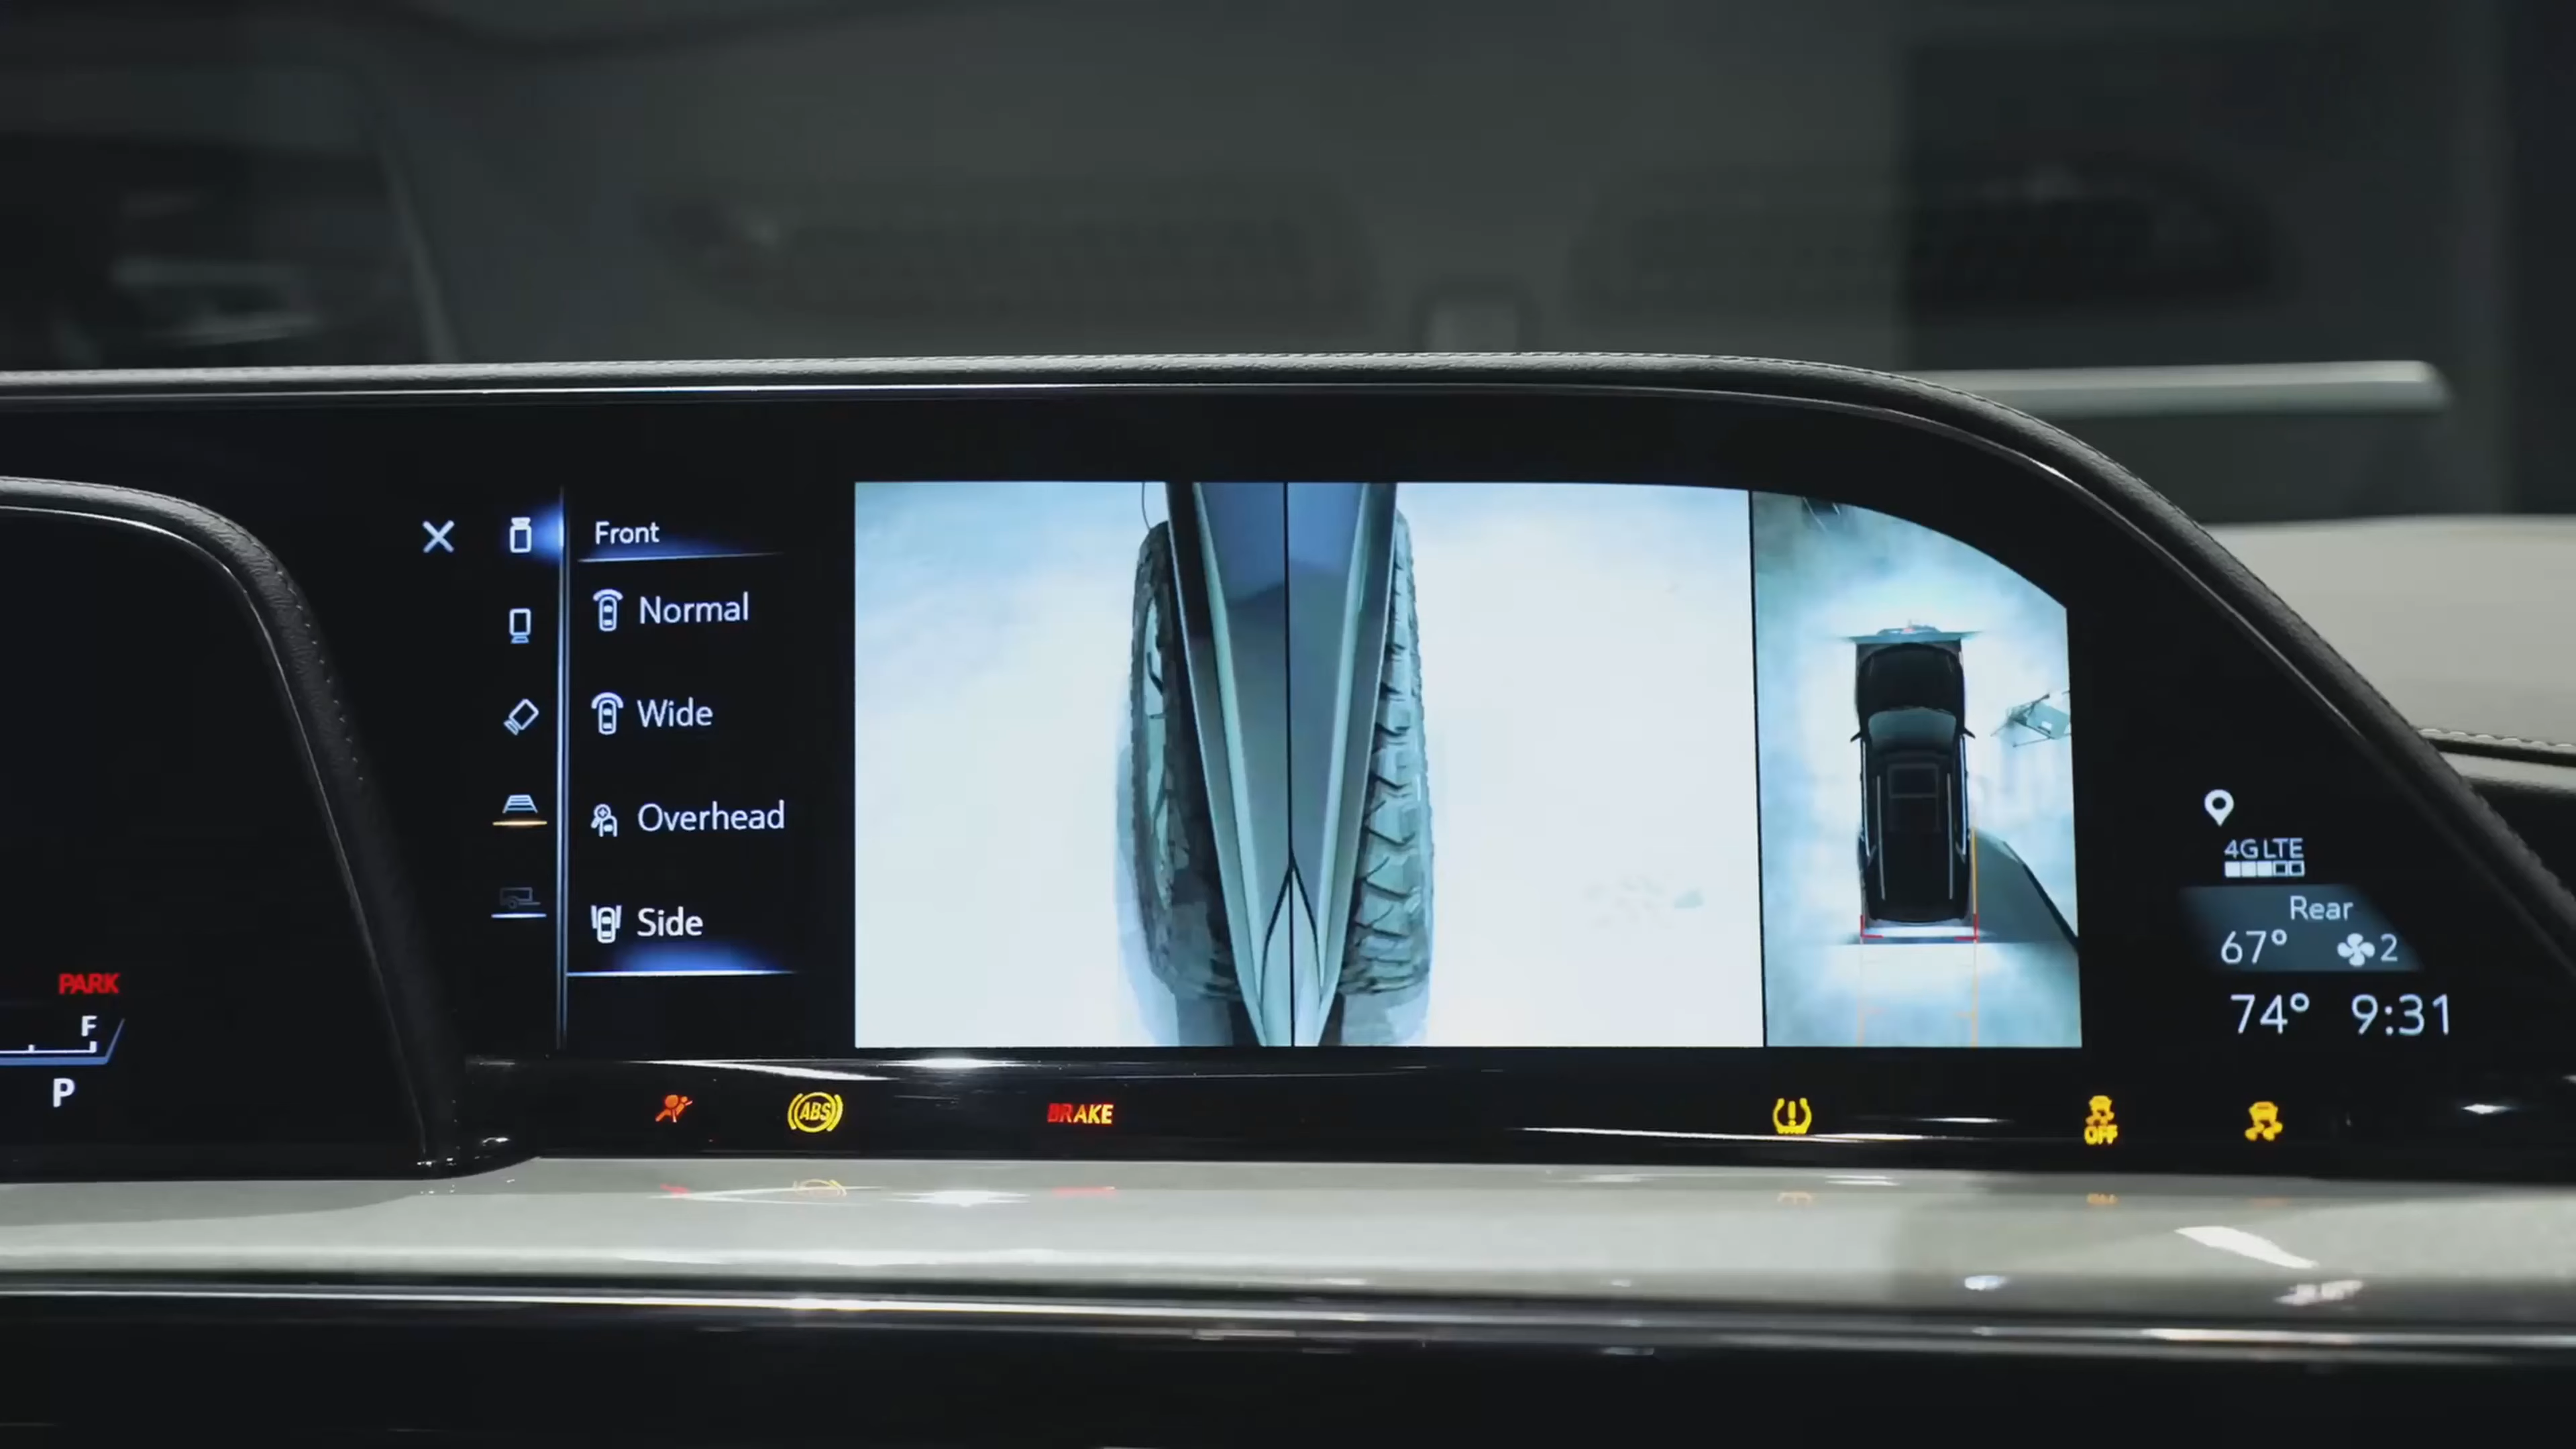 Front
Normal
Wide
Overhead
Side
PARK
F
P
4G LTE
Rear
67° 2
74° 9:31
ABS
BRAKE
OFF